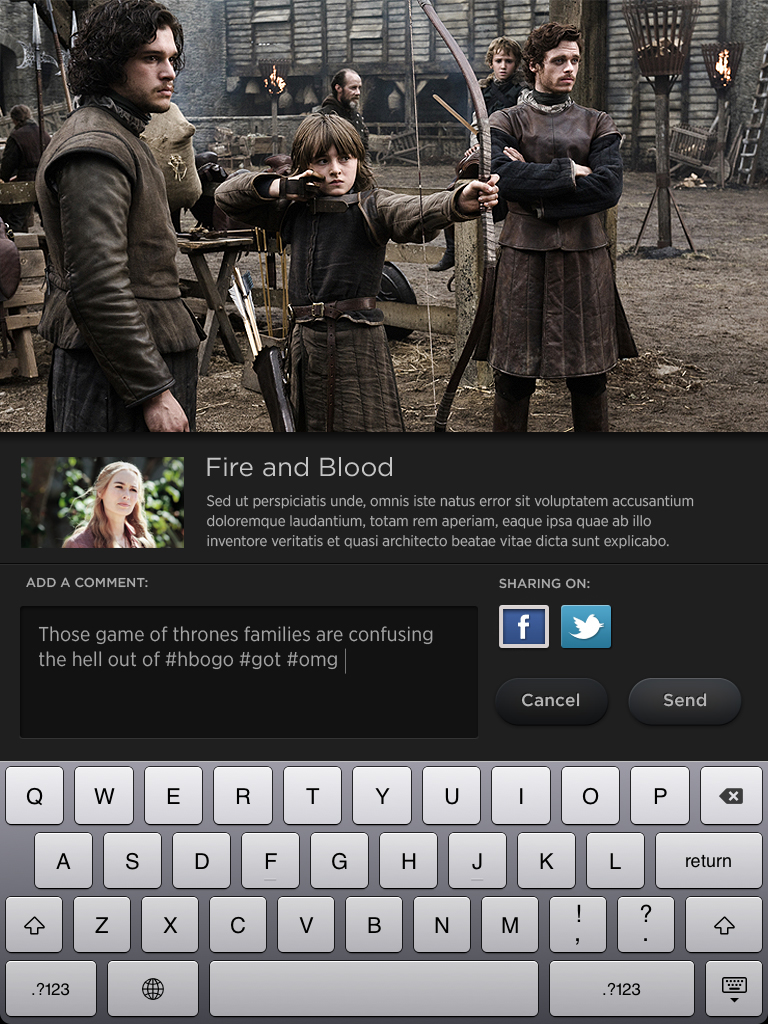 Fire and Blood
Sed ut perspiciatis unde, omnis iste natus error sit voluptatem accusantium
doloremque laudantium, totam rem aperiam, eaque ipsa quae ab illo
inventore veritatis et quasi architecto beatae vitae dicta sunt explicabo.
ADD A COMMENT:
SHARING ON:
Those game of thrones families are confusing
the hell out of #hbogo #got #omg
f
Cancel Send
Q W E R T Y U I O P
A S D F G H J K L return
Z X C V B N M ! , ? .
.?123 .?123